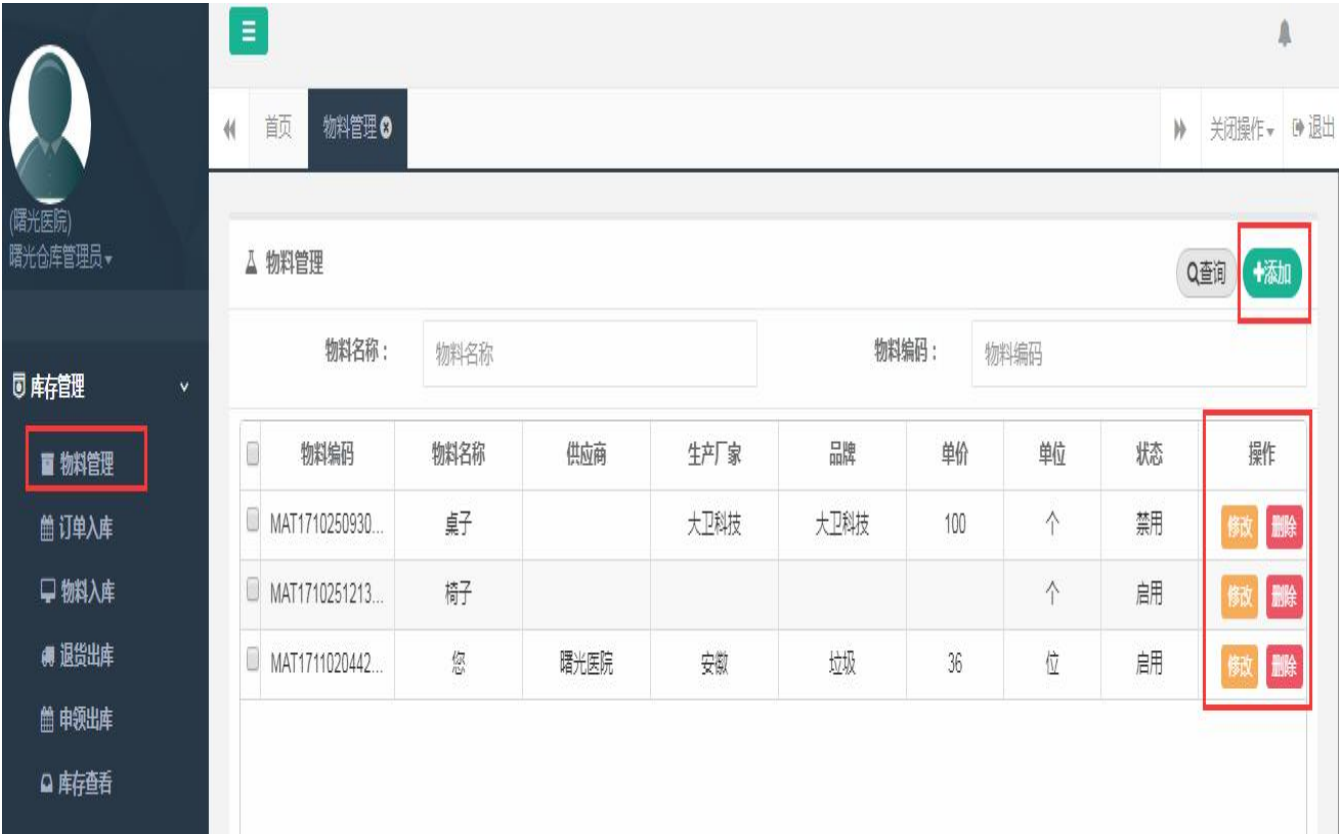 首页 物料管理 关闭操作 退出
(曙光医院)
曙光仓库管理员
库存管理
物料管理
订单入库
物料入库
退货出库
申领出库
库存查看
物料管理 查询 添加
物料名称： 物料名称 物料编码： 物料编码
物料编码 物料名称 供应商 生产厂家 品牌 单价 单位 状态 操作
MAT1710250930... 桌子 大卫科技 大卫科技 100 个 禁用 修改 删除
MAT1710251213... 椅子 个 启用 修改 删除
MAT1711020442... 您 曙光医院 安徽 垃圾 36 位 启用 修改 删除